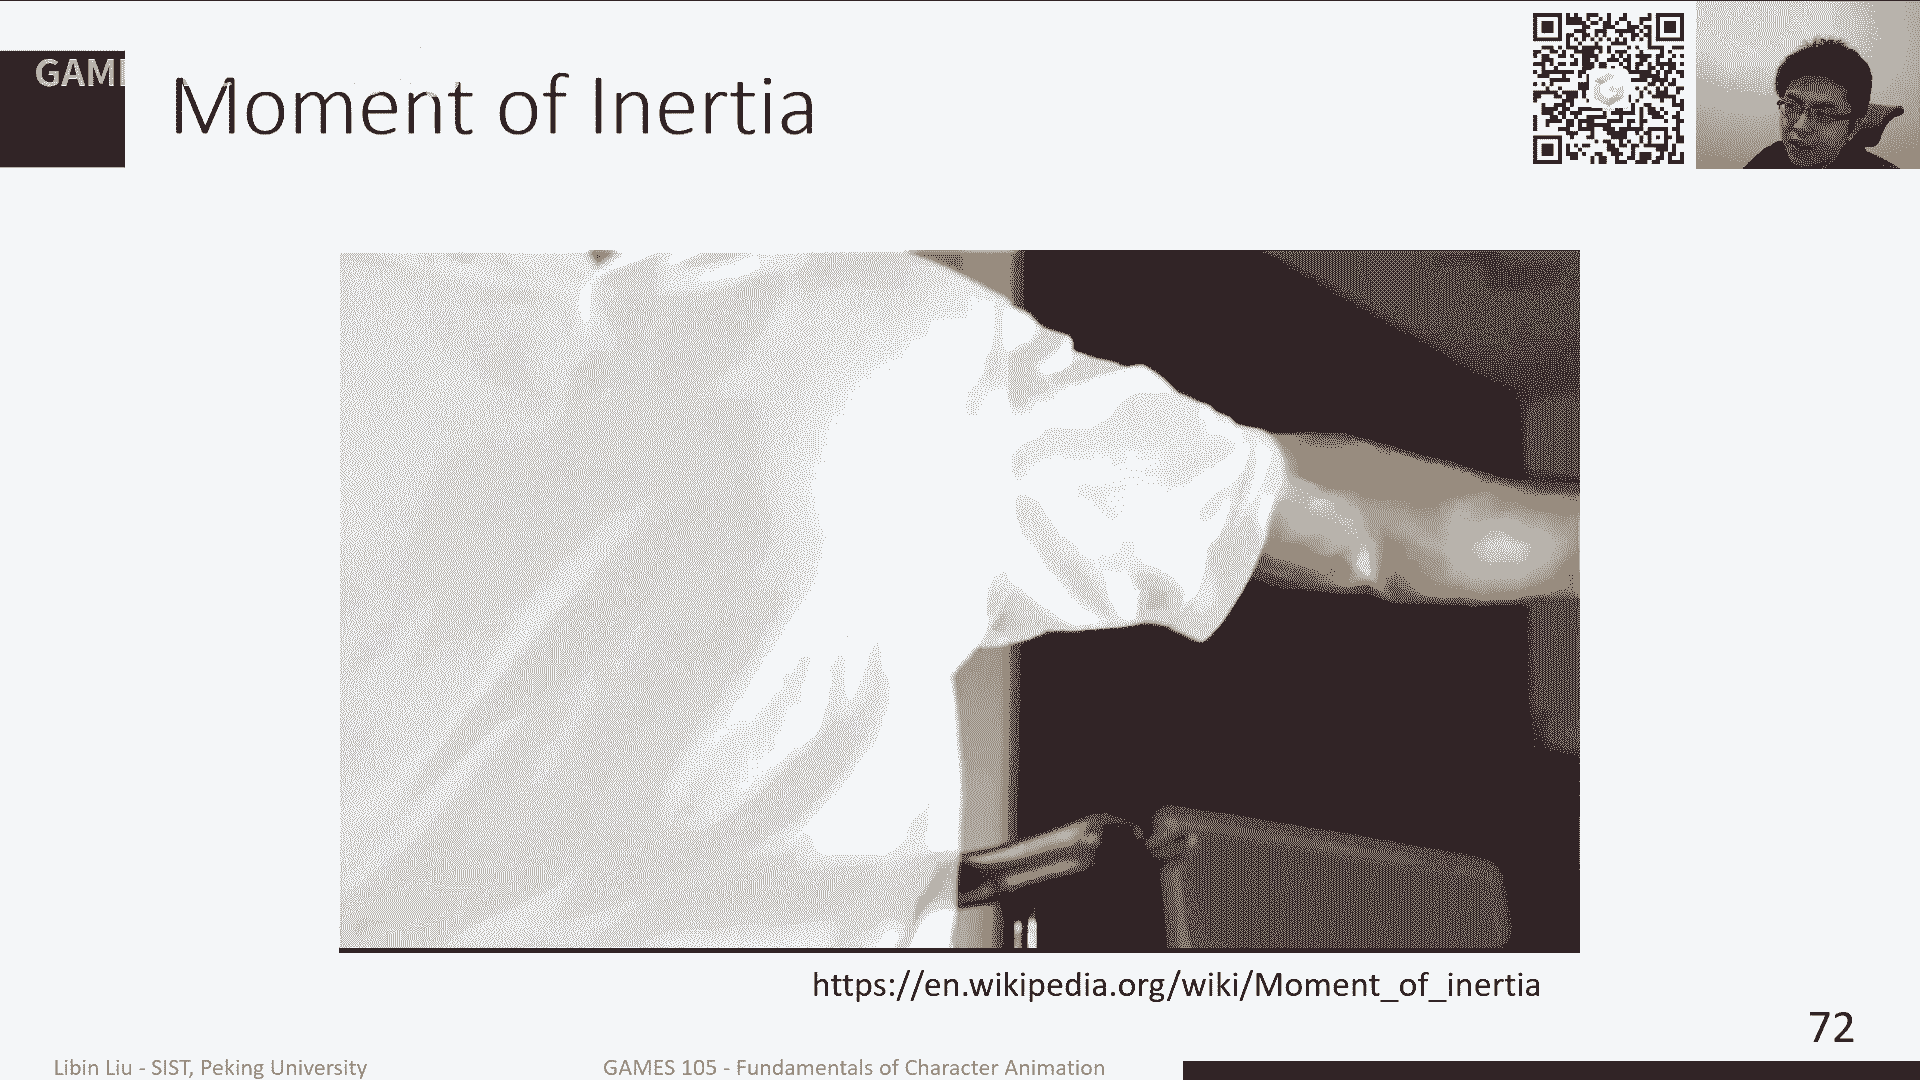 GAM
Moment of Inertia
https://en.wikipedia.org/wiki/Moment_of_inertia
72
Libin Liu - SIST, Peking University
GAMES 105 - Fundamentals of Character Animation